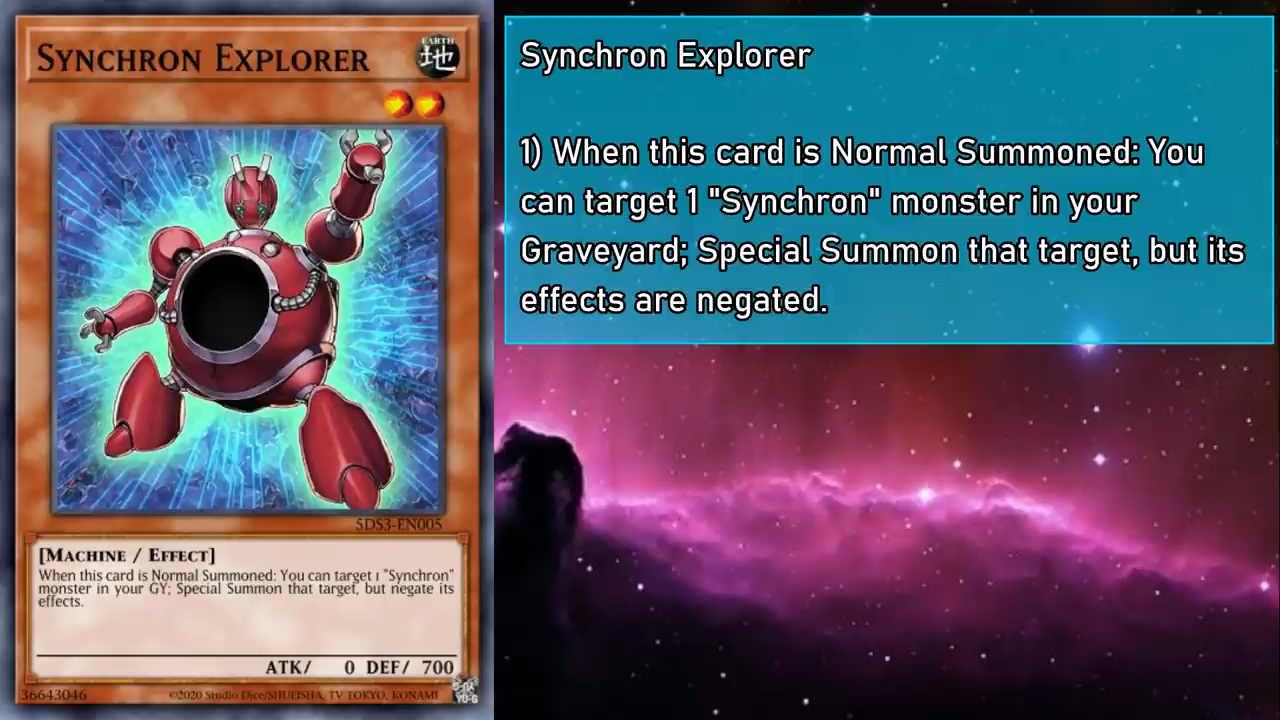 SYNCHRON EXPLORER
EARTH
地
5DS3-EN005
[MACHINE / EFFECT]
When this card is Normal Summoned: You can target 1 "Synchron"
monster in your GY; Special Summon that target, but negate its
effects.
ATK/ 0 DEF/ 700
36643046
©2020 Studio Dice/SHUEISHA, TV TOKYO, KONAMI
Synchron Explorer
1) When this card is Normal Summoned: You
can target 1 "Synchron" monster in your
Graveyard; Special Summon that target, but its
effects are negated.